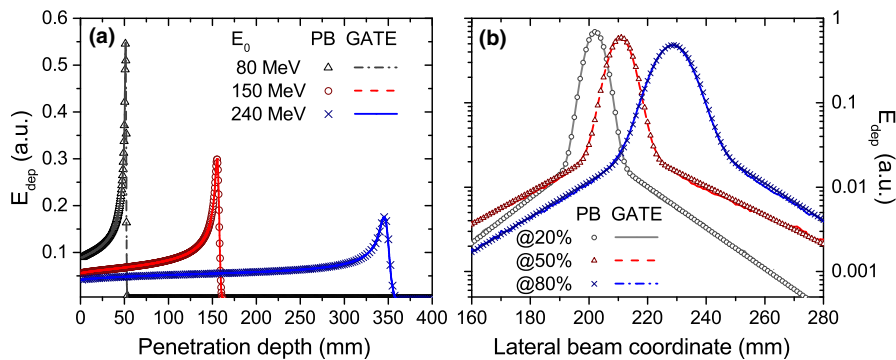 (a)
E0 PB GATE
80 MeV
150 MeV
240 MeV
0.6
0.5
0.4
0.3
0.2
0.1
Edep (a.u.)
0 50 100 150 200 250 300 350 400
Penetration depth (mm)
(b)
PB GATE
@20%
@50%
@80%
1
0.1
0.01
0.001
Edep (a.u.)
160 180 200 220 240 260 280
Lateral beam coordinate (mm)